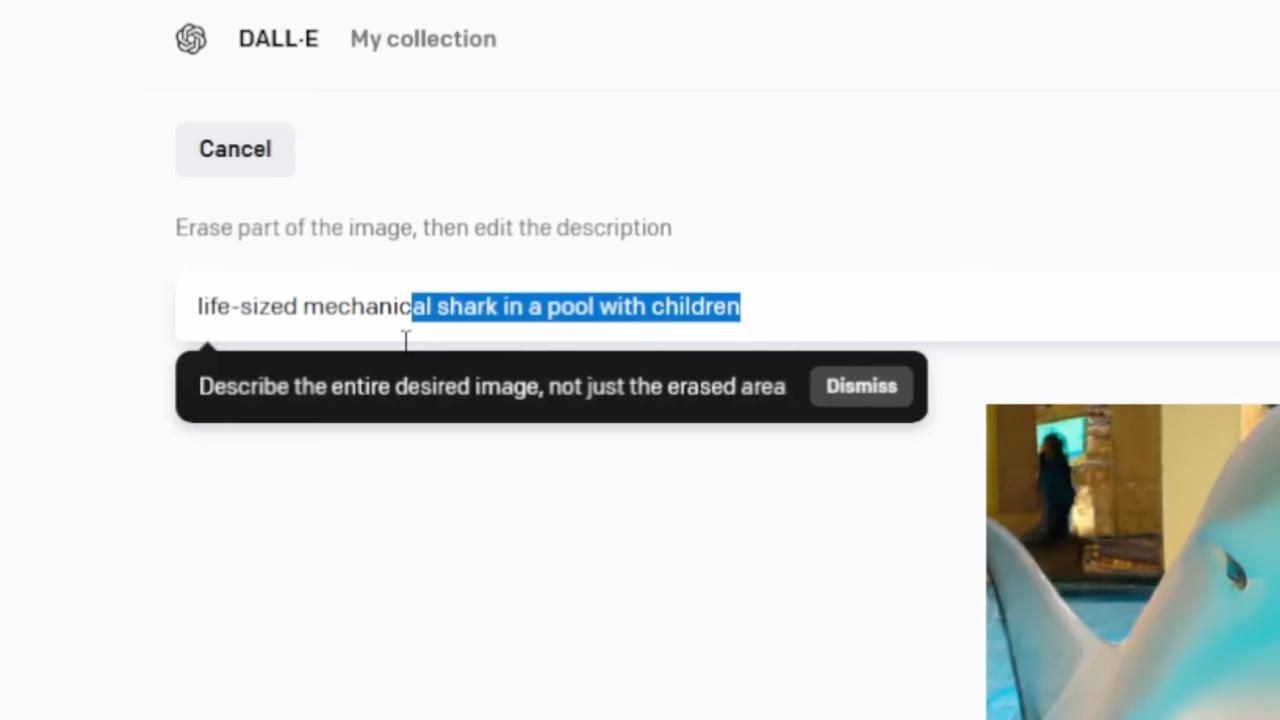 DALL·E My collection
Cancel
Erase part of the image, then edit the description
life-sized mechanical shark in a pool with children
Describe the entire desired image, not just the erased area Dismiss